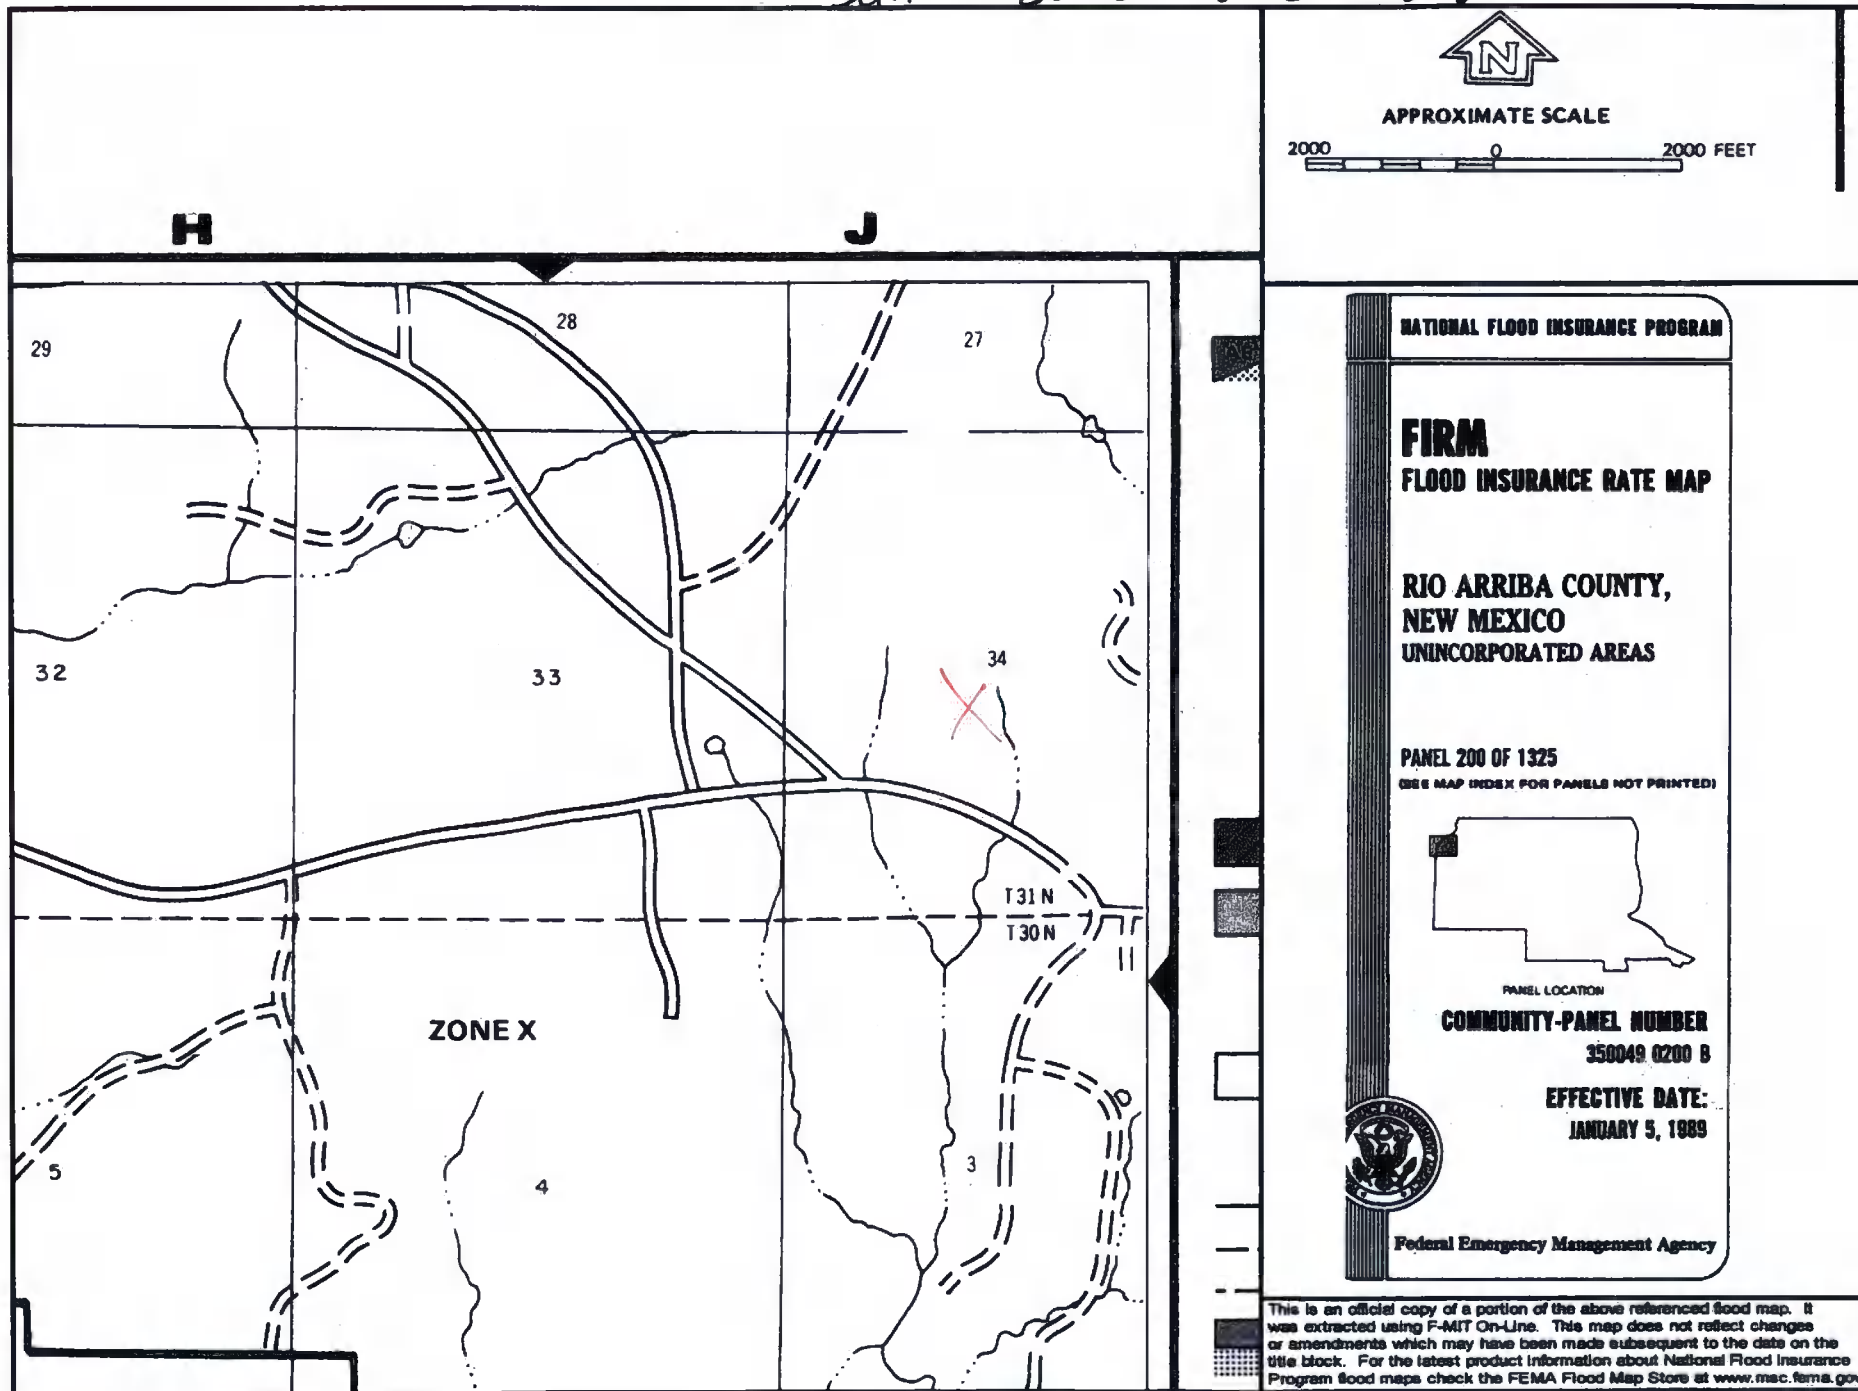 N
APPROXIMATE SCALE
2000 0 2000 FEET
H J
28
29
27
32
33
34
T31N
T30N
ZONE X
5
4
3
NATIONAL FLOOD INSURANCE PROGRAM
FIRM
FLOOD INSURANCE RATE MAP
RIO ARRIBA COUNTY,
NEW MEXICO
UNINCORPORATED AREAS
PANEL 200 OF 1325
(SEE MAP INDEX FOR PANELS NOT PRINTED)
PANEL LOCATION
COMMUNITY-PANEL NUMBER
350049 0200 B
EFFECTIVE DATE:
JANUARY 5, 1989
Federal Emergency Management Agency
This is an official copy of a portion of the above referenced flood map. It
was extracted using F-MIT On-Line. This map does not reflect changes
or amendments which may have been made subsequent to the date on the
title block. For the latest product information about National Flood Insurance
Program flood maps check the FEMA Flood Map Store at www.msc.fema.gov